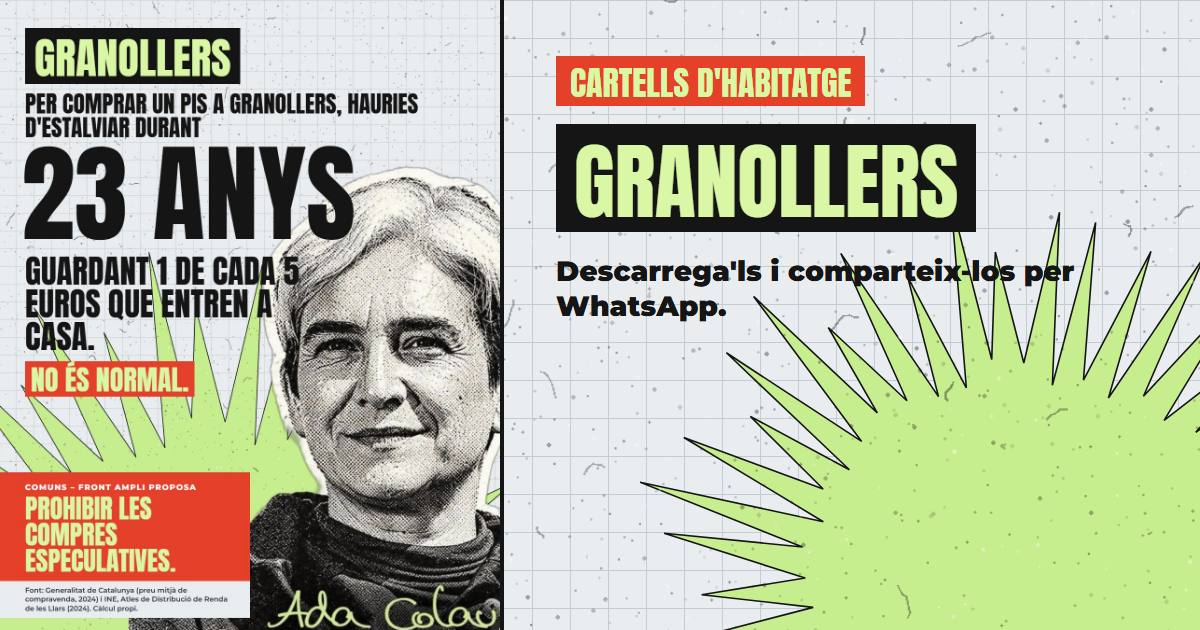 GRANOLLERS
PER COMPRAR UN PIS A GRANOLLERS, HAURIES
D'ESTALVIAR DURANT
23 ANYS
GUARDANT 1 DE CADA 5
EUROS QUE ENTREN A
CASA.
NO ÉS NORMAL.
COMUNS – FRONT AMPLI PROPOSA
PROHIBIR LES
COMPRES
ESPECULATIVES.
Font: Generalitat de Catalunya (preu mitjà de
compravenda, 2024) i INE, Atles de Distribució de Renda
de les Llars (2024). Càlcul propi.
Ada Colau
CARTELLS D'HABITATGE
GRANOLLERS
Descarrega'ls i comparteix-los per
WhatsApp.